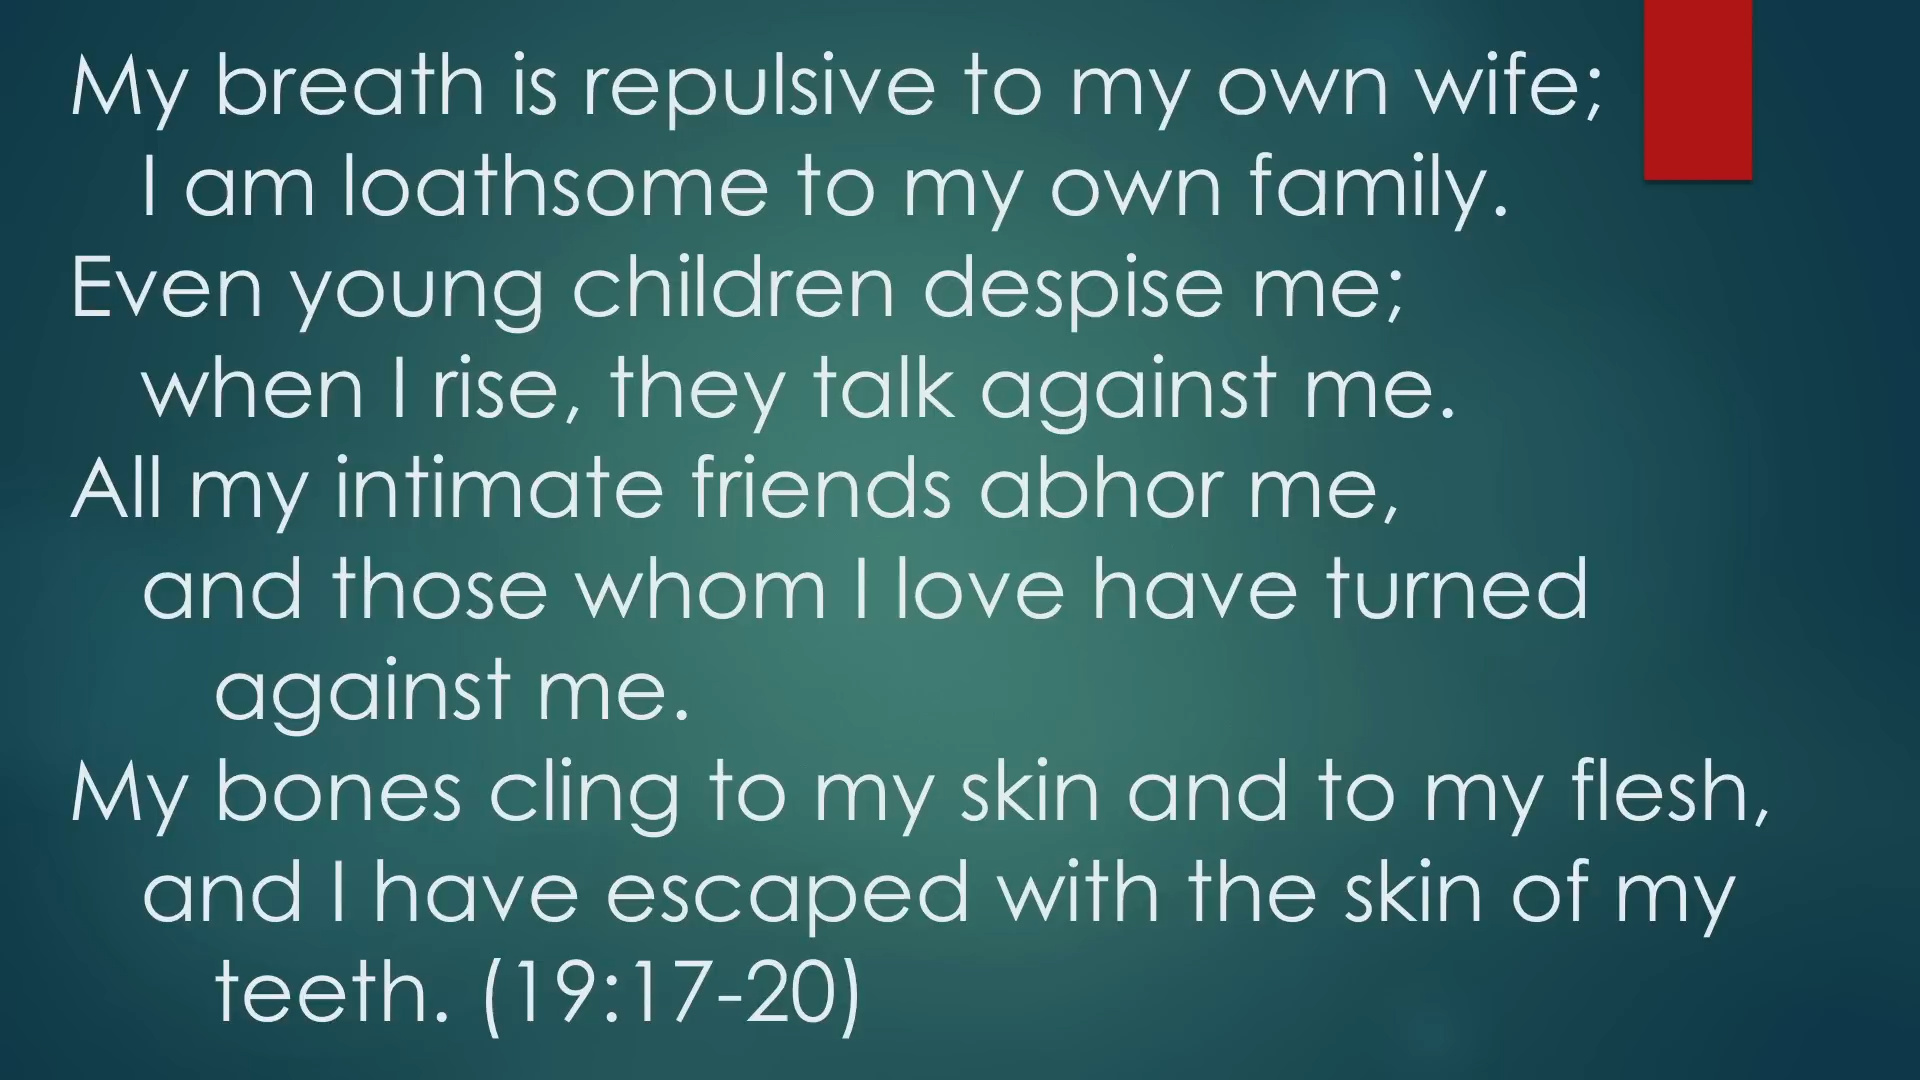 My breath is repulsive to my own wife;
I am loathsome to my own family.
Even young children despise me;
when I rise, they talk against me.
All my intimate friends abhor me,
and those whom I love have turned
against me.
My bones cling to my skin and to my flesh,
and I have escaped with the skin of my
teeth. (19:17-20)